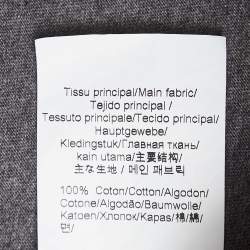 Tissu principal/Main fabric/
Tejido principal /
Tessuto principale/Tecido principal/
Hauptgewebe/
Kledingstuk/Главная ткань/
kain utama/主要结构/
主な生地 / 메인 패브릭
100% Coton/Cotton/Algodon/
Cotone/Algodão/Baumwolle/
Katoen/Хлопок/Kapas/棉/綿/
면/